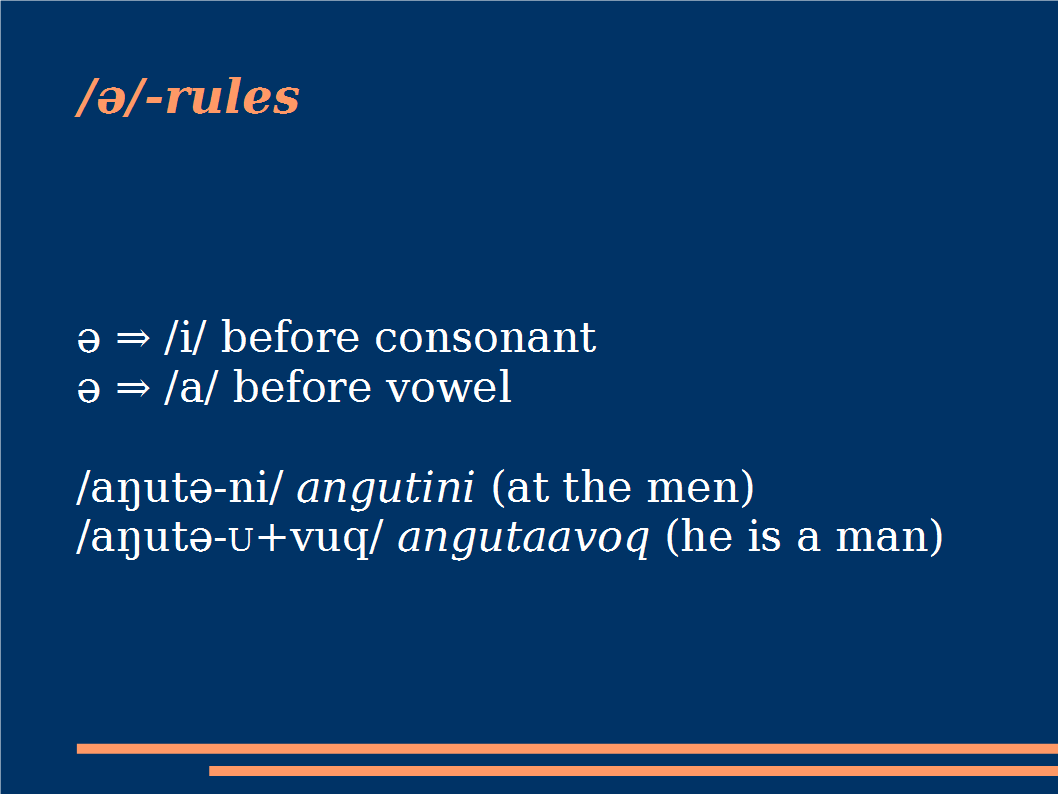 /ə/-rules
ə ⇒ /i/ before consonant
ə ⇒ /a/ before vowel
/aŋutə-ni/ angutini (at the men)
/aŋutə-ᴜ+vuq/ angutaavoq (he is a man)